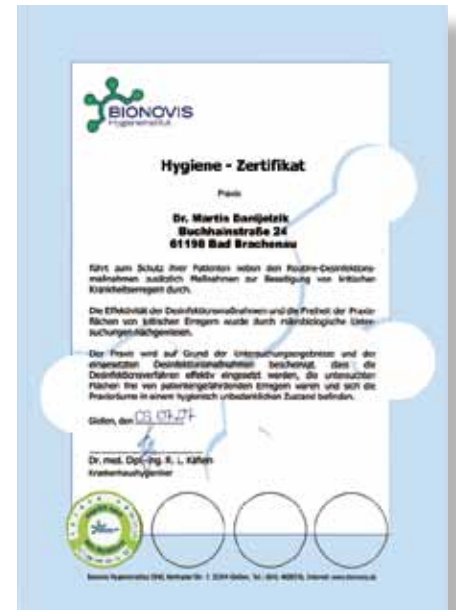 BIONOVIS
Hygieneinstitut
Hygiene - Zertifikat
Praxis
Dr. Martin
Buchhainstraße 24
61198 Bad Brachenau
führt zum Schutz ihrer Patienten neben den Routine-Desinfektions-
maßnahmen zusätzlich Maßnahmen zur Beseitigung von kritischen
Krankheitserregern durch.
Die Effektivität der Desinfektionsmaßnahmen und die Freiheit der Praxis-
flächen von kritischen Erregern wurde durch mikrobiologische Unter-
suchungen nachgewiesen.
Der Praxis wird auf Grund der Untersuchungsergebnisse und der
eingesetzten Desinfektionsmaßnahmen bescheinigt, dass die
Desinfektionsverfahren effektiv eingesetzt werden, die untersuchten
Flächen frei von patientengefährdenden Erregern waren und sich die
Praxisräume in einem hygienisch unbedenklichen Zustand befinden.
Gießen, den 03.07.07
Dr. med. Dipl.-Ing. R. L.
Krankenhaushygieniker